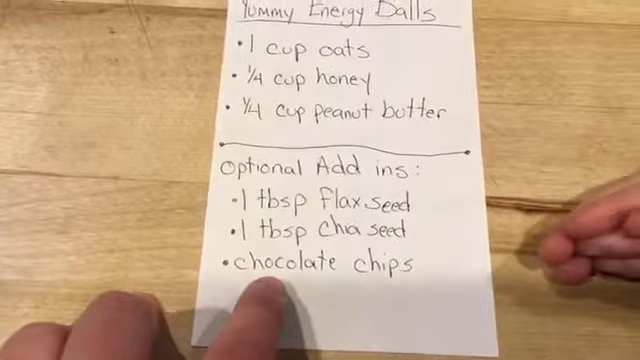 Yummy Energy Balls
• 1 cup oats
• 1/4 cup honey
• 1/4 cup peanut butter
Optional Add ins:
• 1 tbsp flax seed
• 1 tbsp chia seed
• chocolate chips